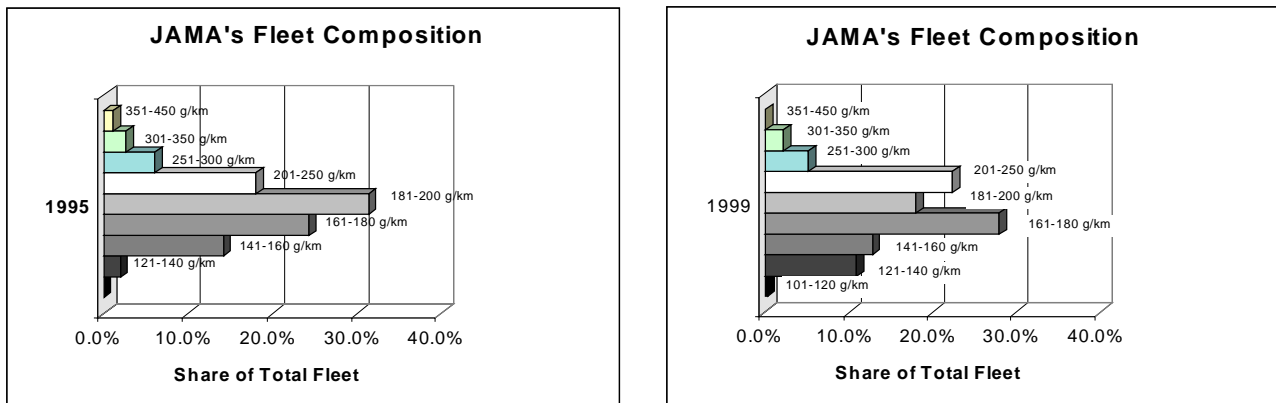 JAMA's Fleet Composition
351-450 g/km
301-350 g/km
251-300 g/km
201-250 g/km
181-200 g/km
161-180 g/km
141-160 g/km
121-140 g/km
1995
0.0% 10.0% 20.0% 30.0% 40.0%
Share of Total Fleet
JAMA's Fleet Composition
351-450 g/km
301-350 g/km
251-300 g/km
201-250 g/km
181-200 g/km
161-180 g/km
141-160 g/km
121-140 g/km
101-120 g/km
1999
0.0% 10.0% 20.0% 30.0% 40.0%
Share of Total Fleet